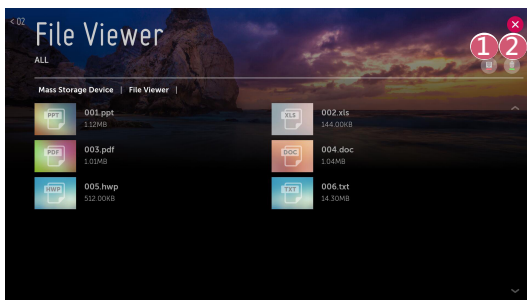 < 02
File Viewer
1 2
ALL
Mass Storage Device | File Viewer |
PPT 001.ppt
1.12MB
XLS 002.xls
144.00KB
PDF 003.pdf
1.01MB
DOC 004.doc
1.04MB
HWP 005.hwp
512.00KB
TXT 006.txt
14.30MB